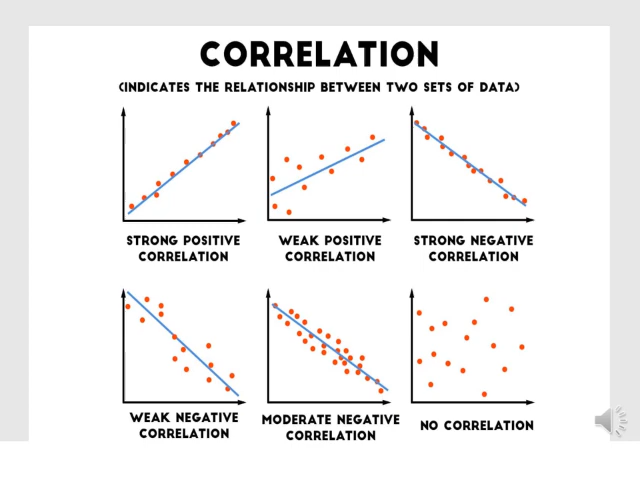 CORRELATION
(INDICATES THE RELATIONSHIP BETWEEN TWO SETS OF DATA)
STRONG POSITIVE
CORRELATION
WEAK POSITIVE
CORRELATION
STRONG NEGATIVE
CORRELATION
WEAK NEGATIVE
CORRELATION
MODERATE NEGATIVE
CORRELATION
NO CORRELATION